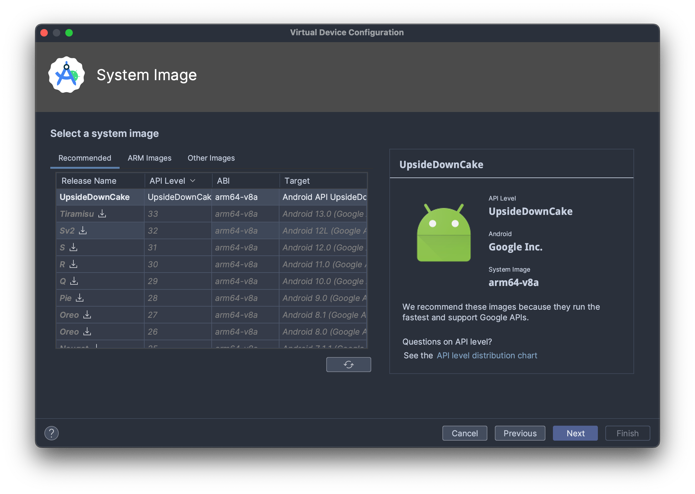 Virtual Device Configuration
System Image
Select a system image
Recommended ARM Images Other Images
Release Name API Level ABI Target
UpsideDownCake UpsideDownCak arm64-v8a Android API UpsideDo
Tiramisu 33 arm64-v8a Android 13.0 (Google
Sv2 32 arm64-v8a Android 12L (Google A
S 31 arm64-v8a Android 12.0 (Google
R 30 arm64-v8a Android 11.0 (Google
Q 29 arm64-v8a Android 10.0 (Google
Pie 28 arm64-v8a Android 9.0 (Google A
Oreo 27 arm64-v8a Android 8.1 (Google A
Oreo 26 arm64-v8a Android 8.0 (Google A
UpsideDownCake
API Level
UpsideDownCake
Android
Google Inc.
System Image
arm64-v8a
We recommend these images because they run the
fastest and support Google APIs.
Questions on API level?
See the API level distribution chart
? Cancel Previous Next Finish